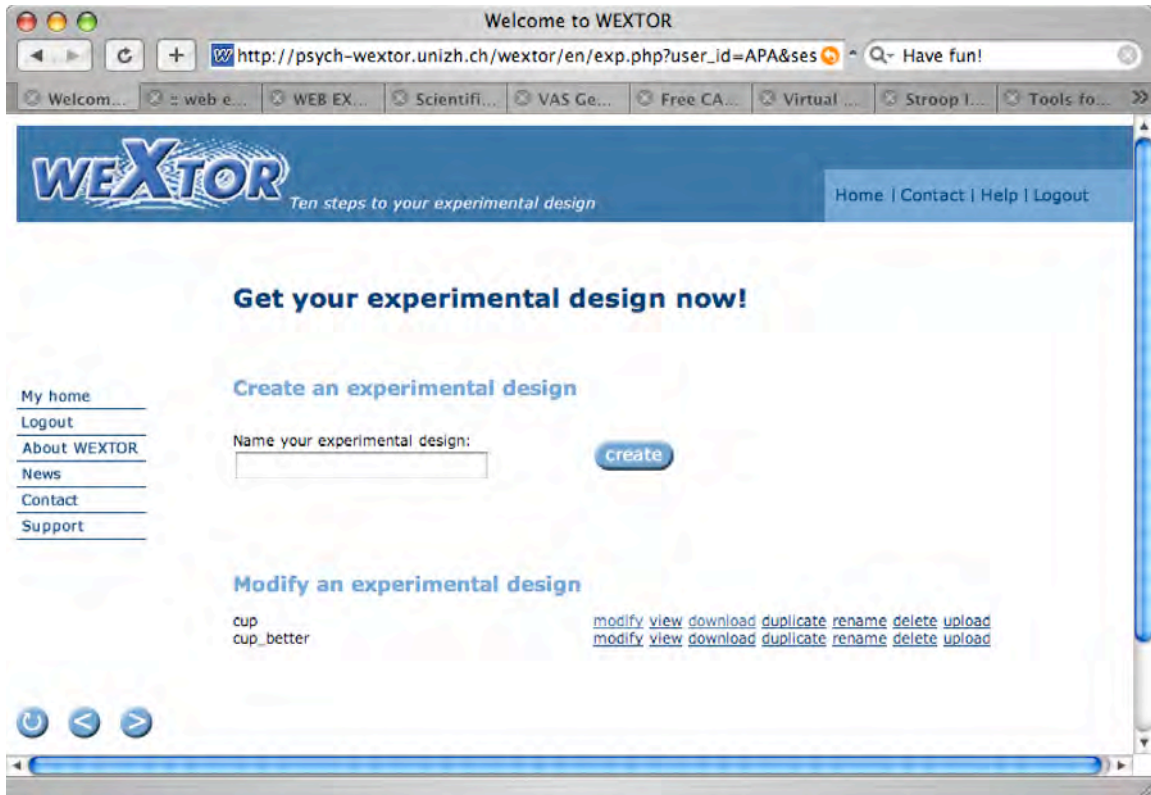 Welcome to WEXTOR
http://psych-wextor.unizh.ch/wextor/en/exp.php?user_id=APA&ses
Have fun!
Welcom... :: web e... WEB EX... Scientifi... VAS Ge... Free CA... Virtual ... Stroop I... Tools fo...
WEXTOR
Ten steps to your experimental design
Home | Contact | Help | Logout
Get your experimental design now!
Create an experimental design
My home
Logout
About WEXTOR
News
Contact
Support
Name your experimental design:
create
Modify an experimental design
cup modify view download duplicate rename delete upload
cup_better modify view download duplicate rename delete upload